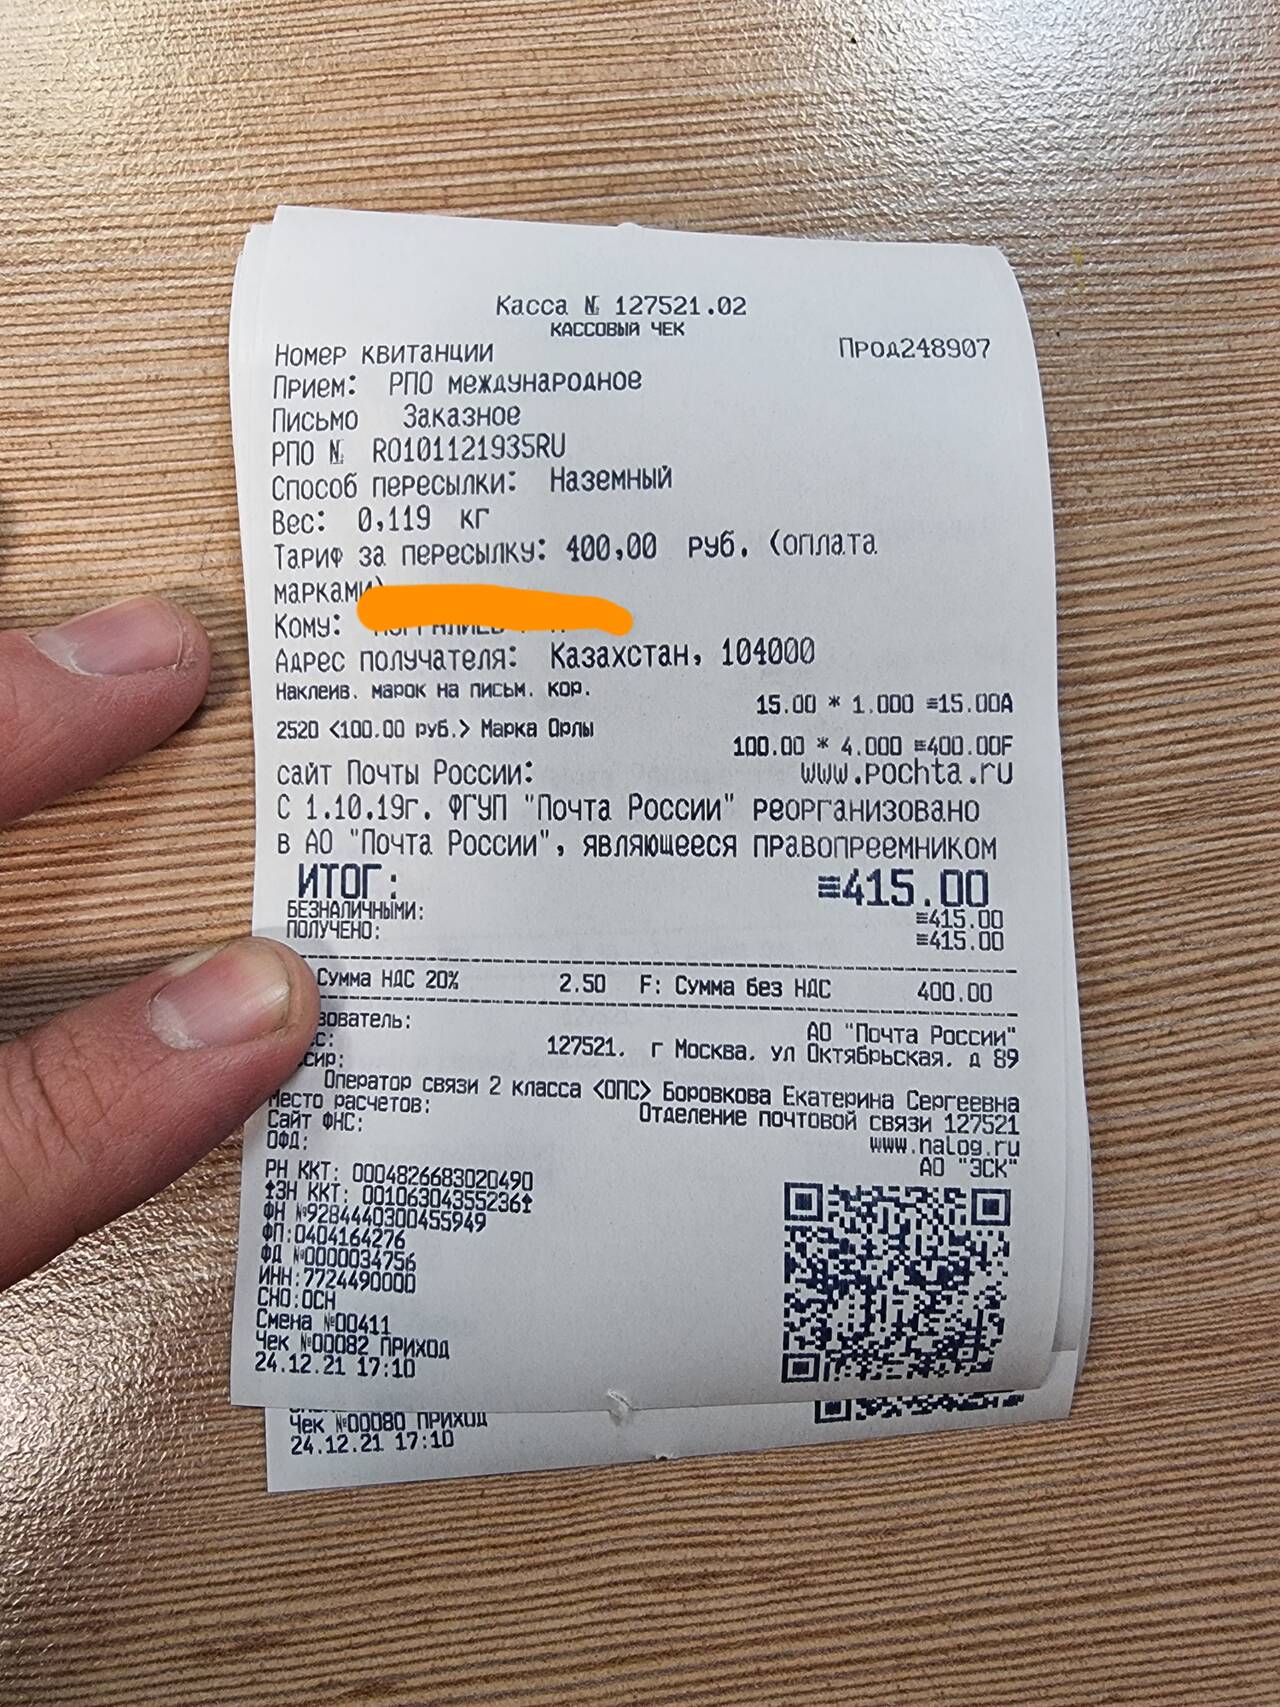 Касса № 127521.02
КАССОВЫЙ ЧЕК
Номер квитанции Прод248907
Прием: РПО международное
Письмо Заказное
РПО № RO101121935RU
Способ пересылки: Наземный
Вес: 0,119 кг
Тариф за пересылку: 400,00 руб. (оплата
марками)
Кому:
Адрес получателя: Казахстан, 104000
Наклеив. марок на письм. кор.
15.00 * 1.000 ≡15.00А
2520 <100.00 руб.> Марка Орлы
100.00 * 4.000 ≡400.00F
сайт Почты России: www.pochta.ru
С 1.10.19г. ФГУП "Почта России" реорганизовано
в АО "Почта России", являющееся правопреемником
ИТОГ: ≡415.00
БЕЗНАЛИЧНЫМИ: ≡415.00
ПОЛУЧЕНО: ≡415.00
Сумма НДС 20% 2.50 F: Сумма без НДС 400.00
зователь: АО "Почта России"
с: 127521, г Москва, ул Октябрьская, д 89
сир:
Оператор связи 2 класса <ОПС> Боровкова Екатерина Сергеевна
Место расчетов: Отделение почтовой связи 127521
Сайт ФНС: www.nalog.ru
ОФД: АО "ЭСК"
РН ККТ: 0004826683020490
↑ЗН ККТ: 00106304355236↑
ФН №9284440300455949
ФП:0404164276
ФД №0000034756
ИНН:7724490000
СНО:ОСН
Смена №00411
Чек №00082 ПРИХОД
24.12.21 17:10
Чек №00080 ПРИХОД
24.12.21 17:10